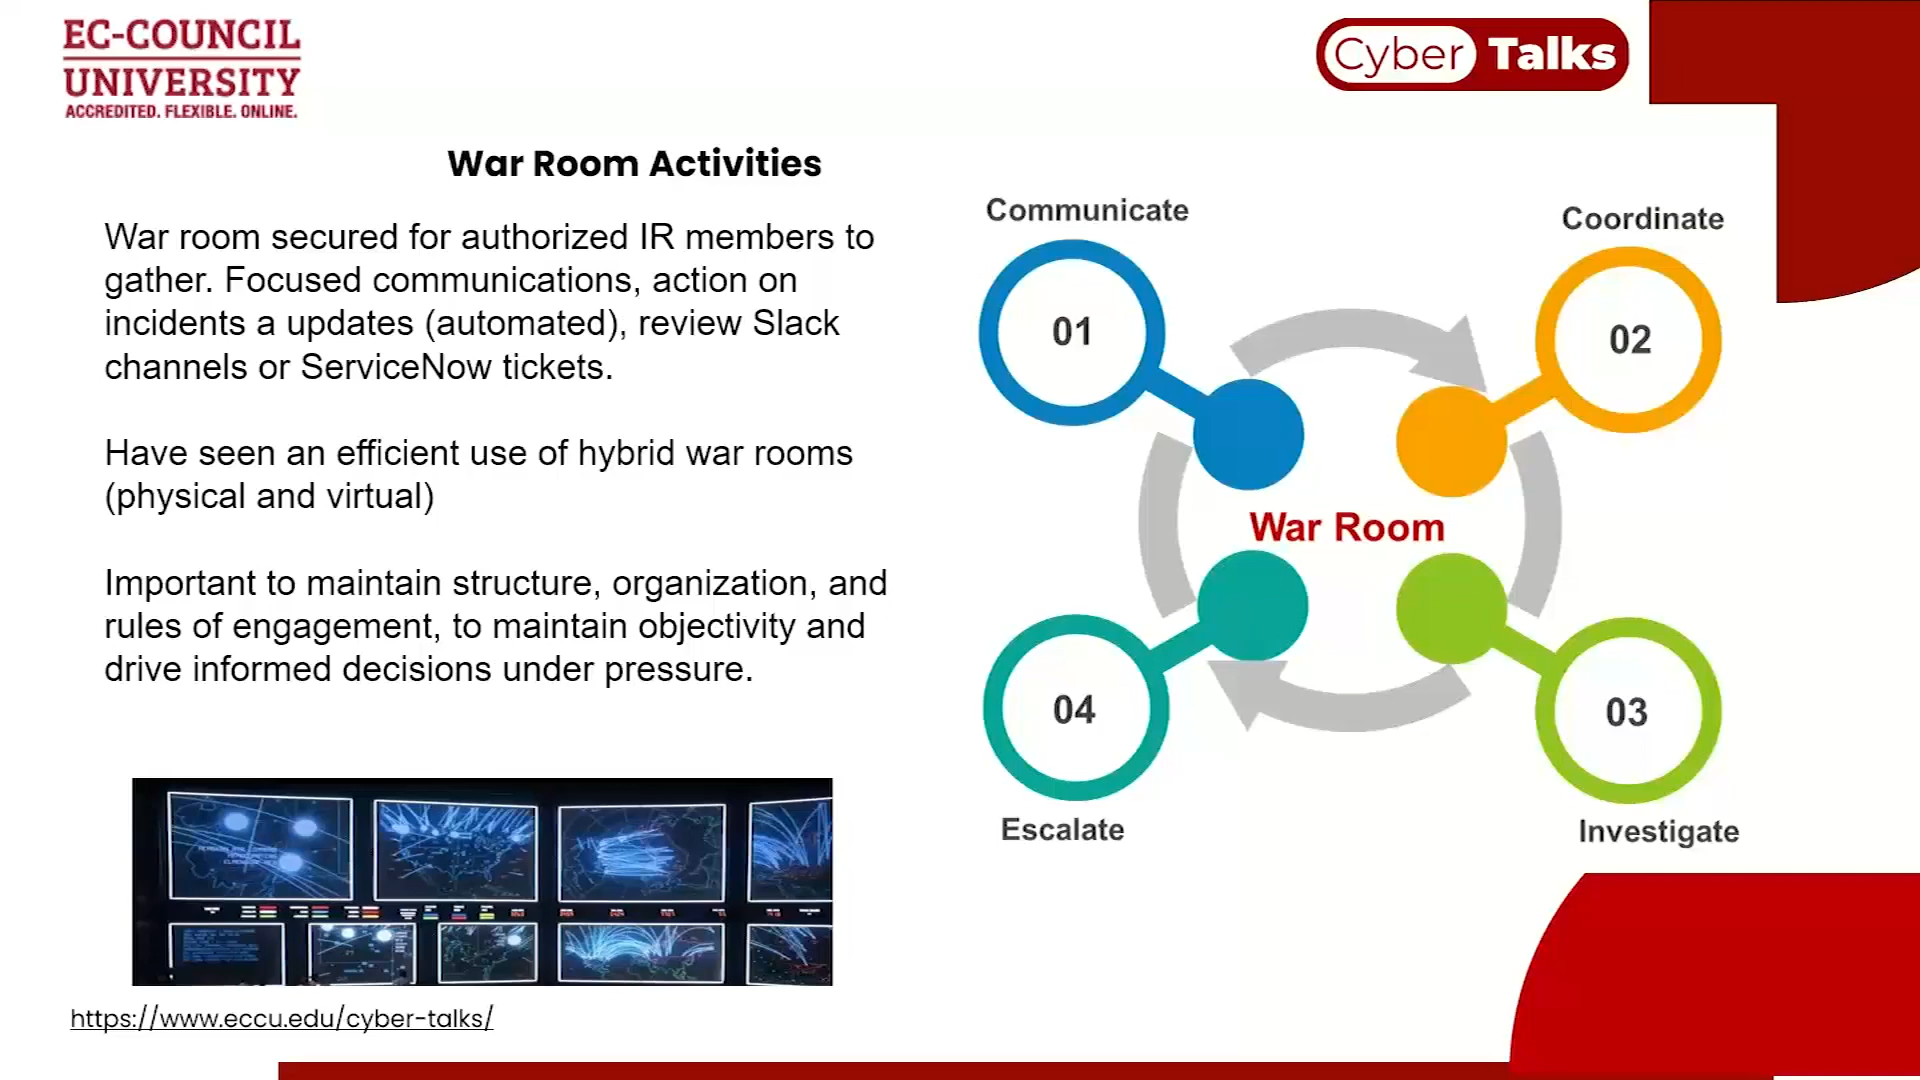 EC-COUNCIL
UNIVERSITY
ACCREDITED. FLEXIBLE. ONLINE.
Cyber Talks
War Room Activities
War room secured for authorized IR members to
gather. Focused communications, action on
incidents a updates (automated), review Slack
channels or ServiceNow tickets.
Have seen an efficient use of hybrid war rooms
(physical and virtual)
Important to maintain structure, organization, and
rules of engagement, to maintain objectivity and
drive informed decisions under pressure.
Communicate
Coordinate
01
02
War Room
04
03
Escalate
Investigate
https://www.eccu.edu/cyber-talks/